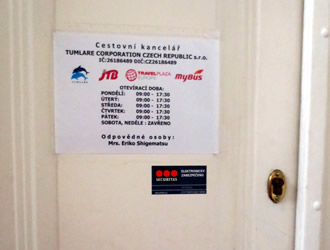 Cestovní kancelář
TUMLARE CORPORATION CZECH REPUBLIC s.r.o.
IČ:26186489 DIČ:CZ26186489
TUMLARE
JTB
TRAVELPLAZA
EUROPE
myBUS
OTEVÍRACÍ DOBA:
PONDĚLÍ: 09:00 - 17:30
ÚTERÝ: 09:00 - 17:30
STŘEDA: 09:00 - 17:30
ČTVRTEK: 09:00 - 17:30
PÁTEK: 09:00 - 17:30
SOBOTA, NEDĚLE : ZAVŘENO
Odpovědné osoby:
Mrs. Eriko Shigematsu
SECURITAS
ELEKTRONICKY
ZABEZPEČENO